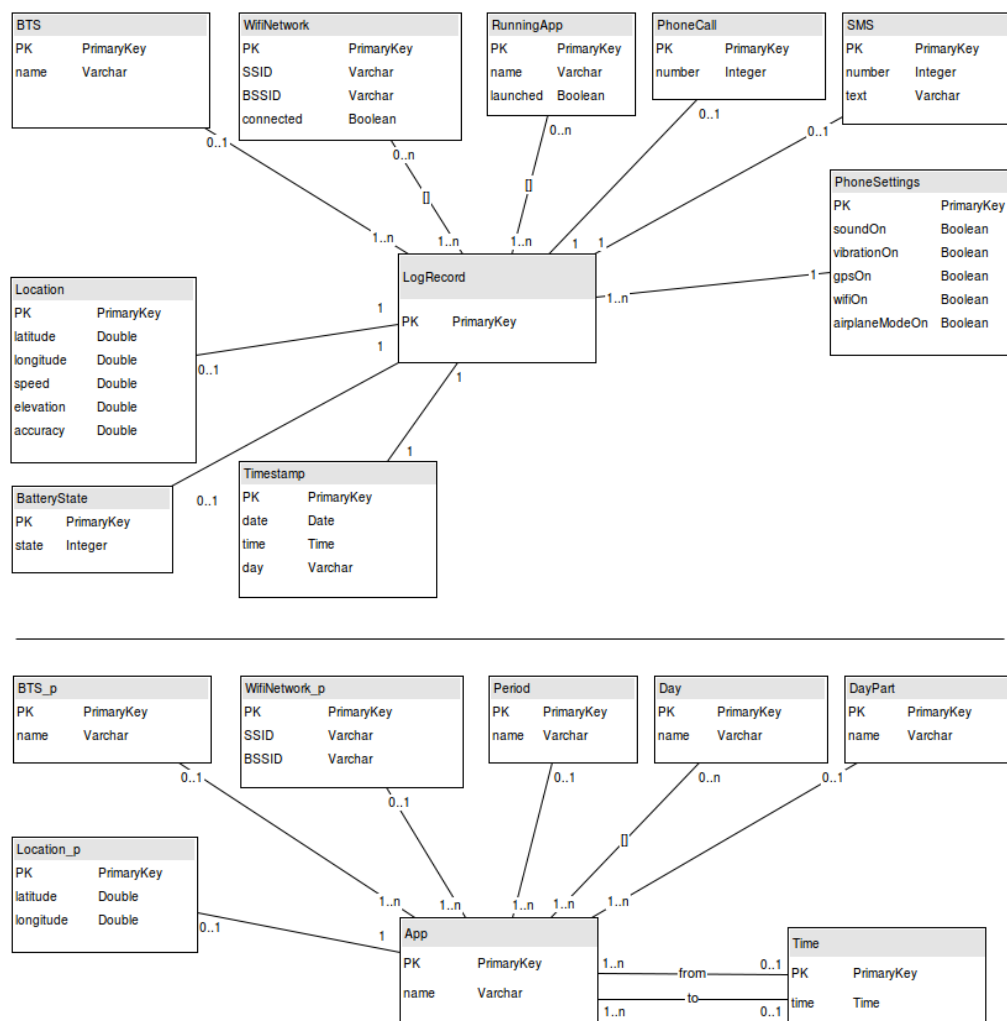 BTS
PK PrimaryKey
name Varchar
WifiNetwork
PK PrimaryKey
SSID Varchar
BSSID Varchar
connected Boolean
RunningApp
PK PrimaryKey
name Varchar
launched Boolean
PhoneCall
PK PrimaryKey
number Integer
SMS
PK PrimaryKey
number Integer
text Varchar
0..1
0..n
0..n
0..1
0..1
[]
[]
PhoneSettings
PK PrimaryKey
soundOn Boolean
vibrationOn Boolean
gpsOn Boolean
wifiOn Boolean
airplaneModeOn Boolean
1..n
1..n
1..n
1
1
1
1..n
LogRecord
PK PrimaryKey
Location
PK PrimaryKey
latitude Double
longitude Double
speed Double
elevation Double
accuracy Double
1
0..1
1
1
1
0..1
BatteryState
PK PrimaryKey
state Integer
Timestamp
PK PrimaryKey
date Date
time Time
day Varchar
BTS_p
PK PrimaryKey
name Varchar
WifiNetwork_p
PK PrimaryKey
SSID Varchar
BSSID Varchar
Period
PK PrimaryKey
name Varchar
Day
PK PrimaryKey
name Varchar
DayPart
PK PrimaryKey
name Varchar
0..1
0..1
0..1
0..n
0..1
[]
Location_p
PK PrimaryKey
latitude Double
longitude Double
0..1
1
1..n
1..n
1..n
1..n
1..n
App
PK PrimaryKey
name Varchar
1..n
from
0..1
1..n
to
0..1
Time
PK PrimaryKey
time Time